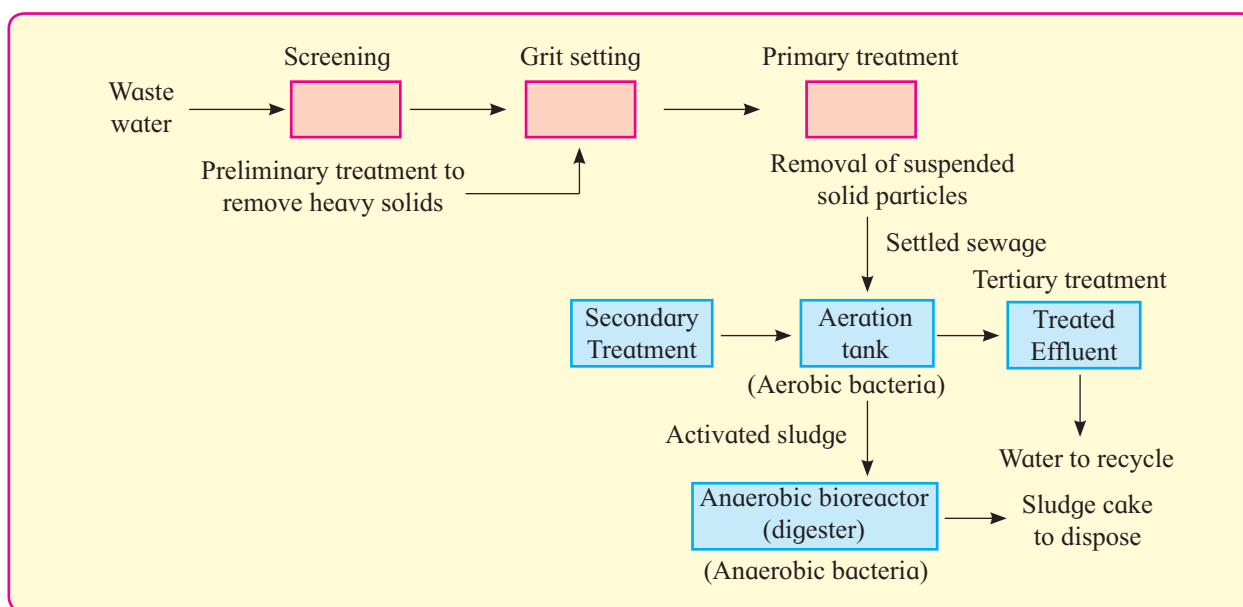 Screening
Grit setting
Primary treatment
Waste
water
Preliminary treatment to
remove heavy solids
Removal of suspended
solid particles
Settled sewage
Tertiary treatment
Secondary
Treatment
Aeration
tank
Treated
Effluent
(Aerobic bacteria)
Activated sludge
Water to recycle
Anaerobic bioreactor
(digester)
Sludge cake
to dispose
(Anaerobic bacteria)